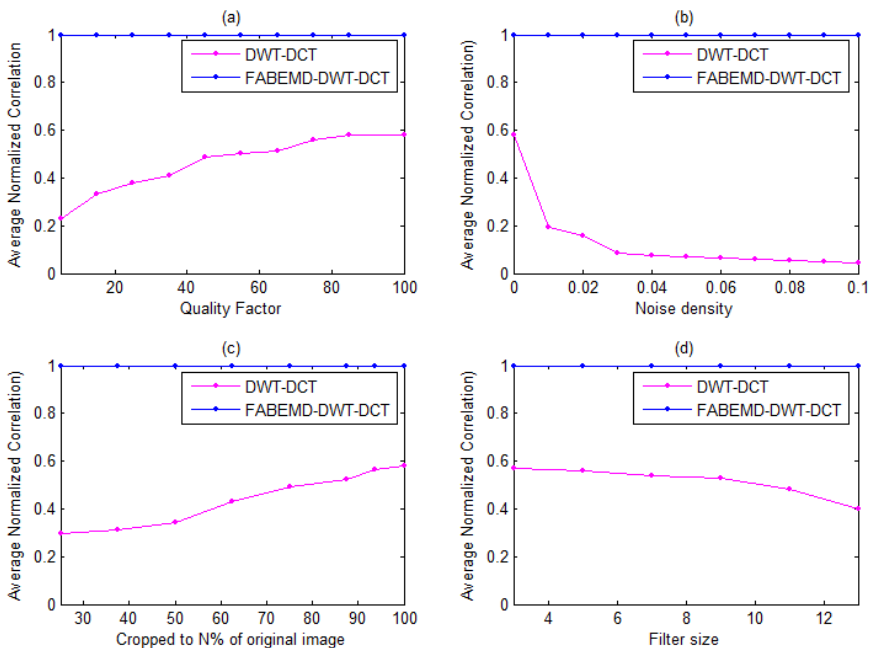 (a)
Average Normalized Correlation
1
0.8
0.6
0.4
0.2
0
DWT-DCT
FABEMD-DWT-DCT
20
40
60
80
100
Quality Factor
(b)
Average Normalized Correlation)
1
0.8
0.6
0.4
0.2
0
DWT-DCT
FABEMD-DWT-DCT
0
0.02
0.04
0.06
0.08
0.1
Noise density
(c)
Average Normalized Correlation)
1
0.8
0.6
0.4
0.2
0
DWT-DCT
FABEMD-DWT-DCT
30
40
50
60
70
80
90
100
Cropped to N% of original image
(d)
Average Normalized Correlation)
1
0.8
0.6
0.4
0.2
0
DWT-DCT
FABEMD-DWT-DCT
4
6
8
10
12
Filter size